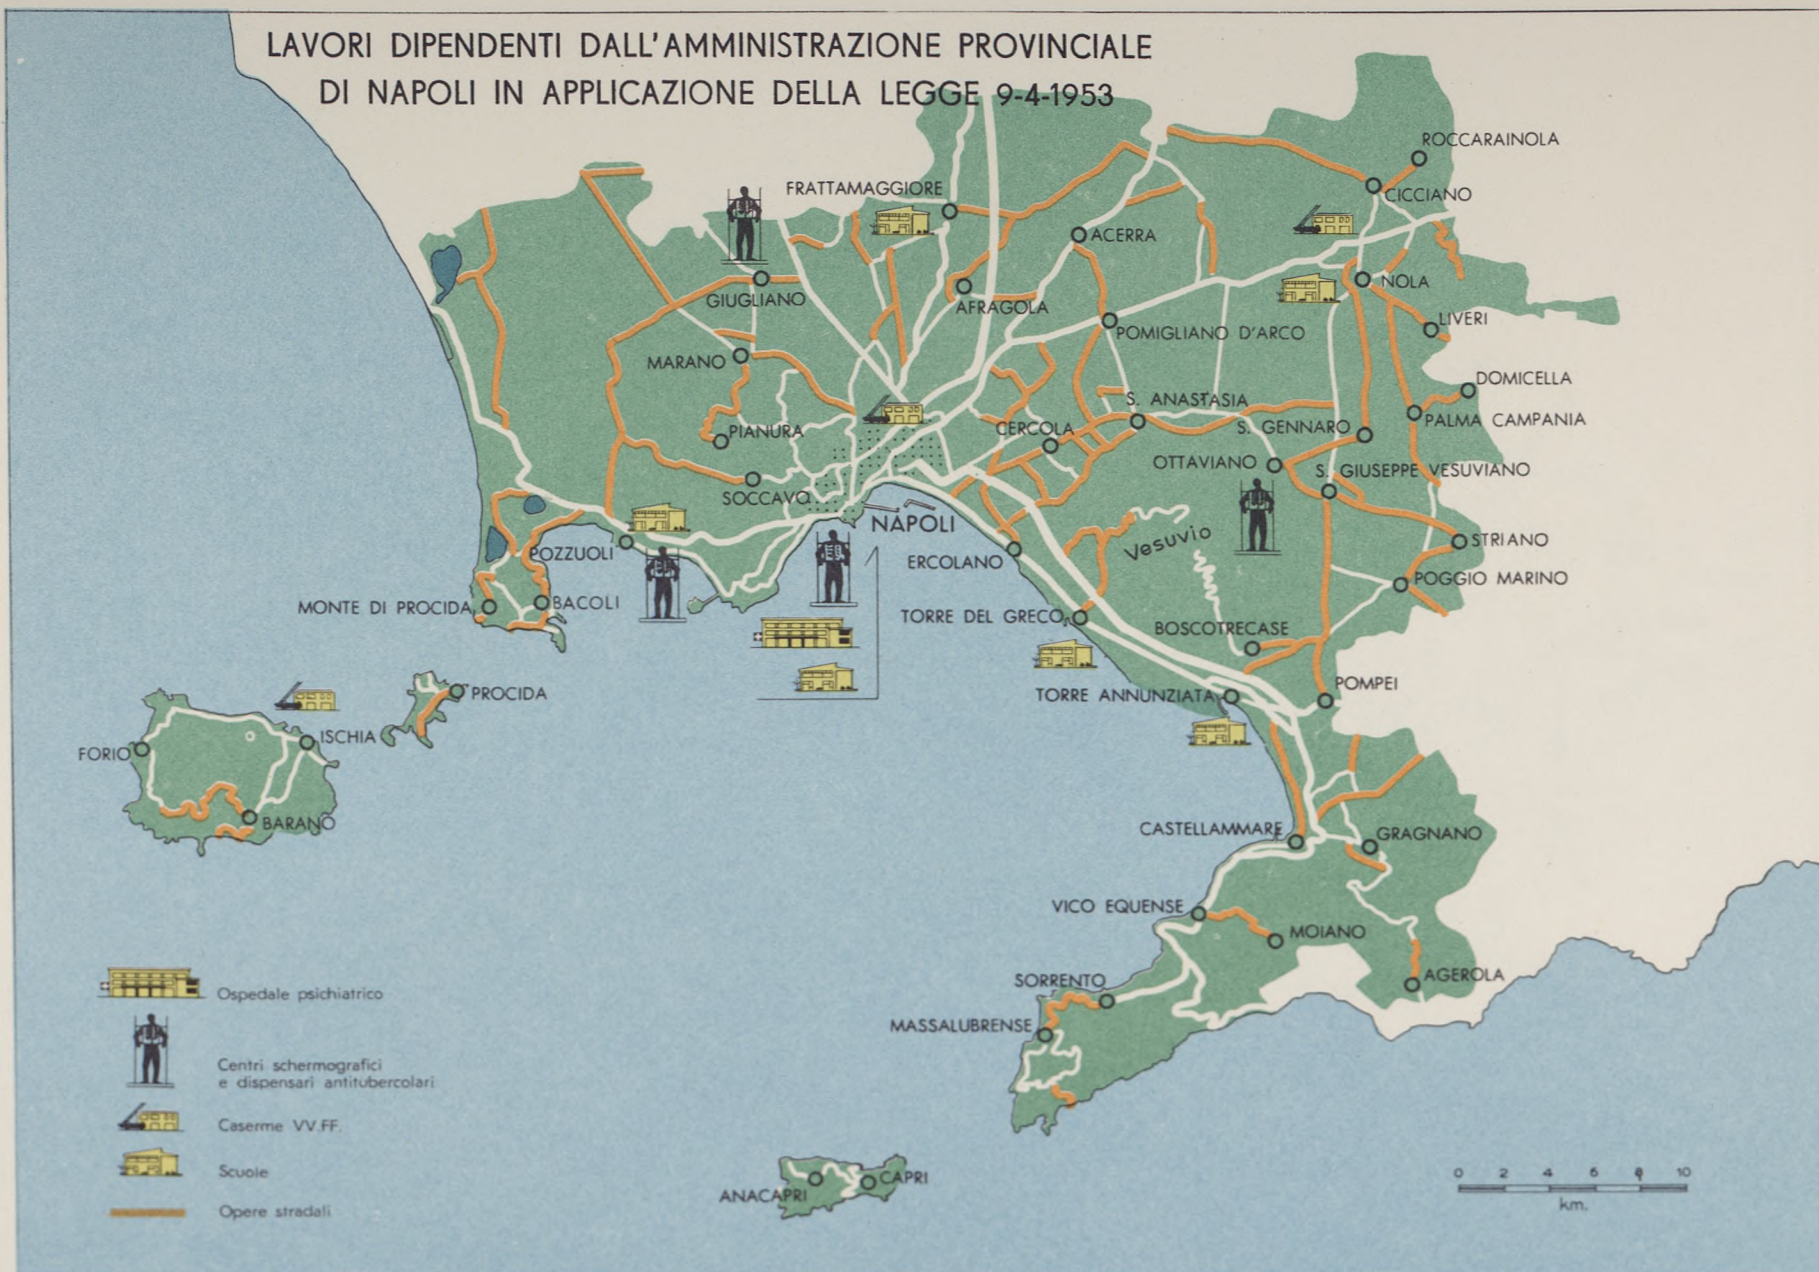 LAVORI DIPENDENTI DALL'AMMINISTRAZIONE PROVINCIALE
DI NAPOLI IN APPLICAZIONE DELLA LEGGE 9-4-1953
ROCCARAINOLA
FRATTAMAGGIORE
CICCIANO
ACERRA
NOLA
GIUGLIANO
AFRAGOLA
LIVERI
POMIGLIANO D'ARCO
MARANO
DOMICELLA
S. ANASTASIA
PALMA CAMPANIA
PIANURA
CERCOLA
S. GENNARO
OTTAVIANO
S. GIUSEPPE VESUVIANO
SOCCAVO
NAPOLI
Vesuvio
STRIANO
POZZUOLI
ERCOLANO
POGGIO MARINO
MONTE DI PROCIDA
BACOLI
TORRE DEL GRECO
BOSCOTRECASE
POMPEI
PROCIDA
TORRE ANNUNZIATA
ISCHIA
FORIO
BARANO
CASTELLAMMARE
GRAGNANO
VICO EQUENSE
MOIANO
AGEROLA
SORRENTO
MASSALUBRENSE
CAPRI
ANACAPRI
Ospedale psichiatrico
Centri schermografici
e dispensari antitubercolari
Caserme VV.FF.
Scuole
Opere stradali
0 2 4 6 8 10
km.